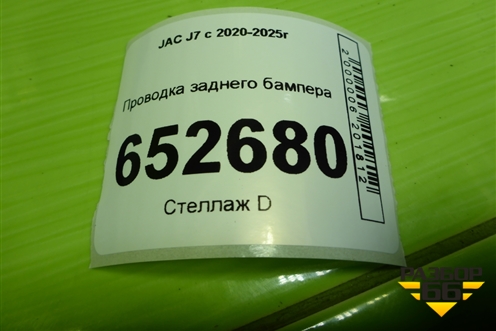 JAC J7 с 2020-2025г
Проводка заднего бампера
652680
Стеллаж D
2000006201812
РАЗБОР
66